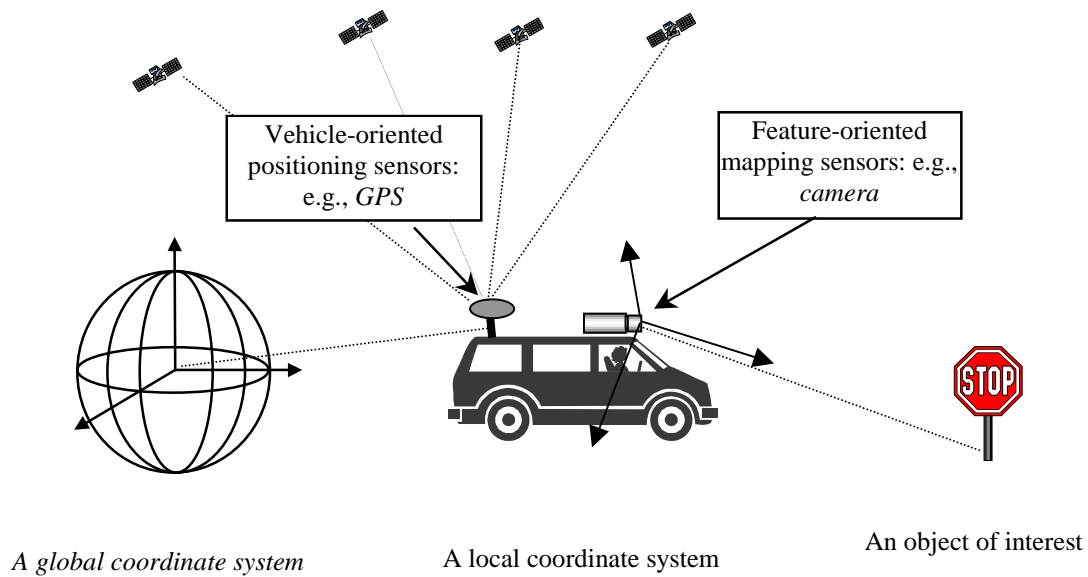 Vehicle-oriented
positioning sensors:
e.g., GPS
Feature-oriented
mapping sensors: e.g.,
camera
STOP
A global coordinate system
A local coordinate system
An object of interest